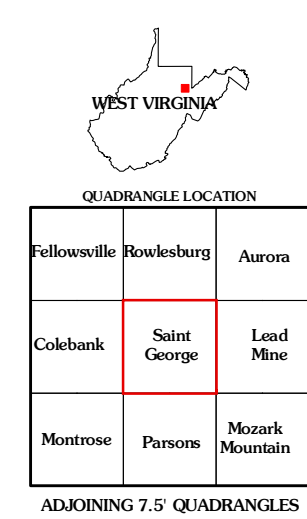 WEST VIRGINIA
QUADRANGLE LOCATION
Fellowsville Rowlesburg Aurora
Colebank Saint George Lead Mine
Montrose Parsons Mozark Mountain
ADJOINING 7.5' QUADRANGLES